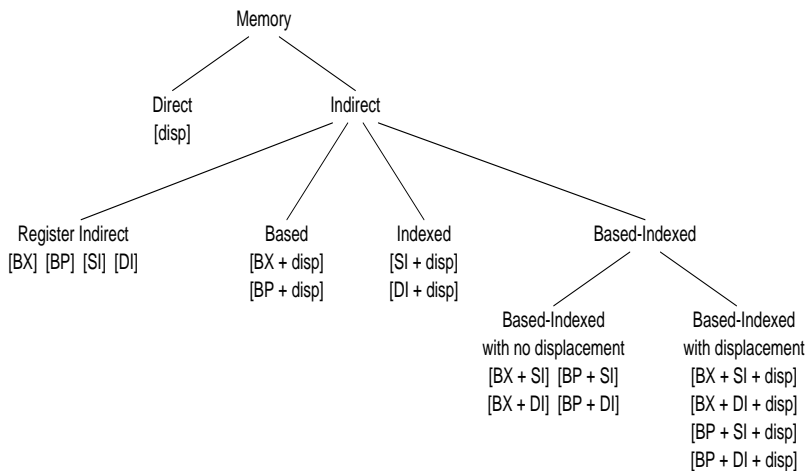 Memory
Direct
[disp]
Indirect
Register Indirect
[BX] [BP] [SI] [DI]
Based
[BX + disp]
[BP + disp]
Indexed
[SI + disp]
[DI + disp]
Based-Indexed
Based-Indexed
with no displacement
[BX + SI] [BP + SI]
[BX + DI] [BP + DI]
Based-Indexed
with displacement
[BX + SI + disp]
[BX + DI + disp]
[BP + SI + disp]
[BP + DI + disp]